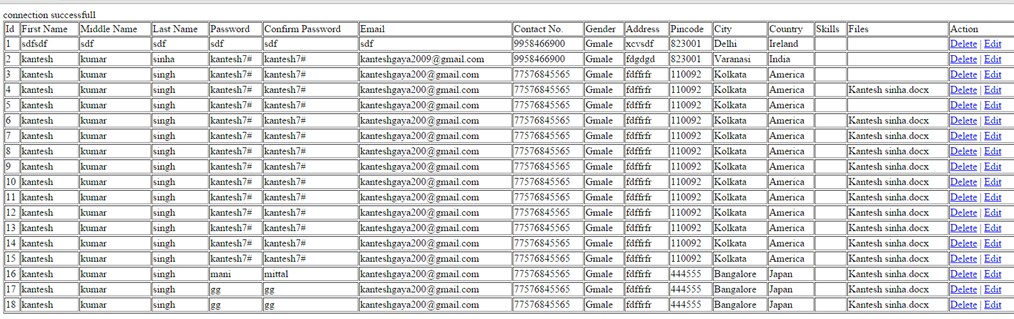 connection successfull
Id First Name Middle Name Last Name Password Confirm Password Email Contact No. Gender Address Pincode City Country Skills Files Action
1 sdfsdf sdf sdf sdf sdf sdf 9958466900 Gmale xcvsdf 823001 Delhi Ireland Delete | Edit
2 kantesh kumar sinha kantesh7# kantesh7# kanteshgaya2009@gmail.com 9958466900 Gmale fdgdgd 823001 Varanasi India Delete | Edit
3 kantesh kumar singh kantesh7# kantesh7# kanteshgaya200@gmail.com 77576845565 Gmale fdffrfr 110092 Kolkata America Delete | Edit
4 kantesh kumar singh kantesh7# kantesh7# kanteshgaya200@gmail.com 77576845565 Gmale fdffrfr 110092 Kolkata America Kantesh sinha.docx Delete | Edit
5 kantesh kumar singh kantesh7# kantesh7# kanteshgaya200@gmail.com 77576845565 Gmale fdffrfr 110092 Kolkata America Delete | Edit
6 kantesh kumar singh kantesh7# kantesh7# kanteshgaya200@gmail.com 77576845565 Gmale fdffrfr 110092 Kolkata America Kantesh sinha.docx Delete | Edit
7 kantesh kumar singh kantesh7# kantesh7# kanteshgaya200@gmail.com 77576845565 Gmale fdffrfr 110092 Kolkata America Kantesh sinha.docx Delete | Edit
8 kantesh kumar singh kantesh7# kantesh7# kanteshgaya200@gmail.com 77576845565 Gmale fdffrfr 110092 Kolkata America Kantesh sinha.docx Delete | Edit
9 kantesh kumar singh kantesh7# kantesh7# kanteshgaya200@gmail.com 77576845565 Gmale fdffrfr 110092 Kolkata America Kantesh sinha.docx Delete | Edit
10 kantesh kumar singh kantesh7# kantesh7# kanteshgaya200@gmail.com 77576845565 Gmale fdffrfr 110092 Kolkata America Kantesh sinha.docx Delete | Edit
11 kantesh kumar singh kantesh7# kantesh7# kanteshgaya200@gmail.com 77576845565 Gmale fdffrfr 110092 Kolkata America Kantesh sinha.docx Delete | Edit
12 kantesh kumar singh kantesh7# kantesh7# kanteshgaya200@gmail.com 77576845565 Gmale fdffrfr 110092 Kolkata America Kantesh sinha.docx Delete | Edit
13 kantesh kumar singh kantesh7# kantesh7# kanteshgaya200@gmail.com 77576845565 Gmale fdffrfr 110092 Kolkata America Kantesh sinha.docx Delete | Edit
14 kantesh kumar singh kantesh7# kantesh7# kanteshgaya200@gmail.com 77576845565 Gmale fdffrfr 110092 Kolkata America Kantesh sinha.docx Delete | Edit
15 kantesh kumar singh kantesh7# kantesh7# kanteshgaya200@gmail.com 77576845565 Gmale fdffrfr 110092 Kolkata America Kantesh sinha.docx Delete | Edit
16 kantesh kumar singh mani mittal kanteshgaya200@gmail.com 77576845565 Gmale fdffrfr 444555 Bangalore Japan Kantesh sinha.docx Delete | Edit
17 kantesh kumar singh gg gg kanteshgaya200@gmail.com 77576845565 Gmale fdffrfr 444555 Bangalore Japan Kantesh sinha.docx Delete | Edit
18 kantesh kumar singh gg gg kanteshgaya200@gmail.com 77576845565 Gmale fdffrfr 444555 Bangalore Japan Kantesh sinha.docx Delete | Edit